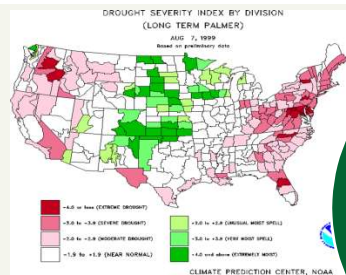 DROUGHT SEVERITY INDEX BY DIVISION
(LONG TERM PALMER)
AUG 7, 1999
Based on preliminary data
-4.0 or less (EXTREME DROUGHT)
-3.0 to -3.9 (SEVERE DROUGHT)
-2.0 to -2.9 (MODERATE DROUGHT)
-1.9 to +1.9 (NEAR NORMAL)
+2.0 to +2.9 (UNUSUAL MOIST SPELL)
+3.0 to +3.9 (VERY MOIST SPELL)
+4.0 and above (EXTREMELY MOIST)
CLIMATE PREDICTION CENTER, NOAA